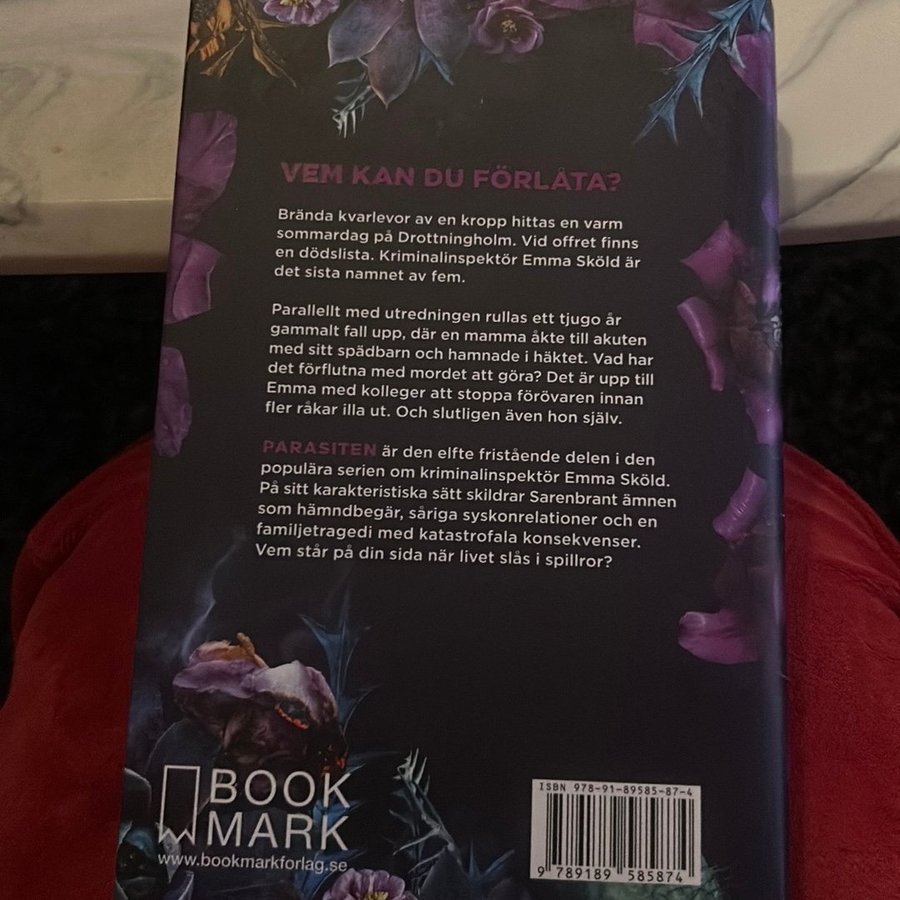 VEM KAN DU FÖRLÅTA?
Brända kvarlevor av en kropp hittas en varm
sommardag på Drottningholm. Vid offret finns
en dödslista. Kriminalinspektör Emma Sköld är
det sista namnet av fem.
Parallellt med utredningen rullas ett tjugo år
gammalt fall upp, där en mamma åkte till akuten
med sitt spädbarn och hamnade i häktet. Vad har
det förflutna med mordet att göra? Det är upp till
Emma med kolleger att stoppa förövaren innan
fler råkar illa ut. Och slutligen även hon själv.
PARASITEN är den elfte fristående delen i den
populära serien om kriminalinspektör Emma Sköld.
På sitt karakteristiska sätt skildrar Sarenbrant ämnen
som hämndbegär, såriga syskonrelationer och en
familjetragedi med katastrofala konsekvenser.
Vem står på din sida när livet slås i spillror?
BOOK
MARK
www.bookmarkforlag.se
ISBN 978-91-89585-87-4
9 789189 585874